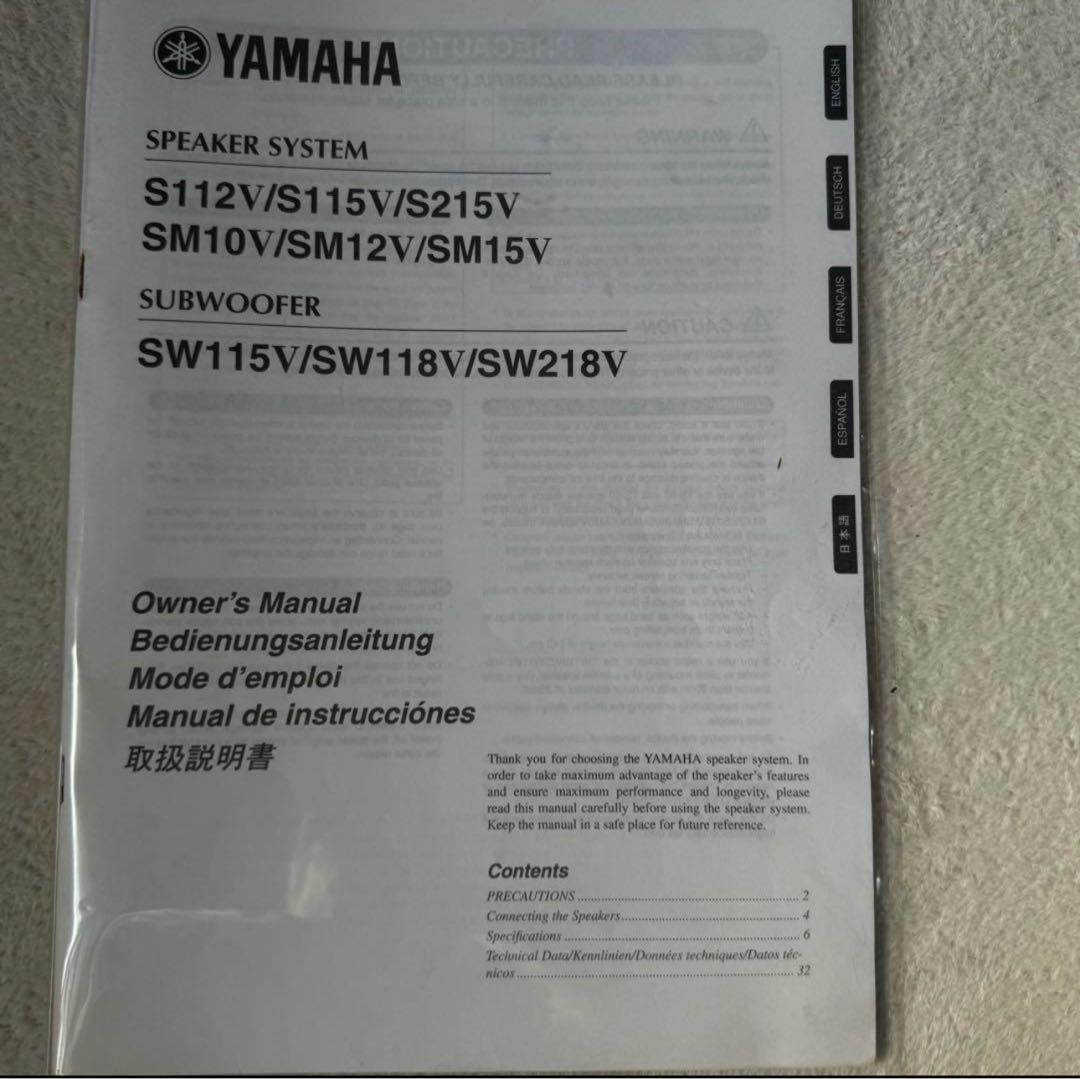 YAMAHA
SPEAKER SYSTEM
S112V/S115V/S215V
SM10V/SM12V/SM15V
SUBWOOFER
SW115V/SW118V/SW218V
Owner's Manual
Bedienungsanleitung
Mode d'emploi
Manual de instrucciónes
取扱説明書
Thank you for choosing the YAMAHA speaker system. In
order to take maximum advantage of the speaker's features
and ensure maximum performance and longevity, please
read this manual carefully before using the speaker system.
Keep the manual in a safe place for future reference.
Contents
PRECAUTIONS ... 2
Connecting the Speakers ... 4
Specifications ... 6
Technical Data/Kennlinien/Données techniques/Datos téc-
nicos ... 32
ENGLISH
DEUTSCH
FRANÇAIS
ESPAÑOL
日本語